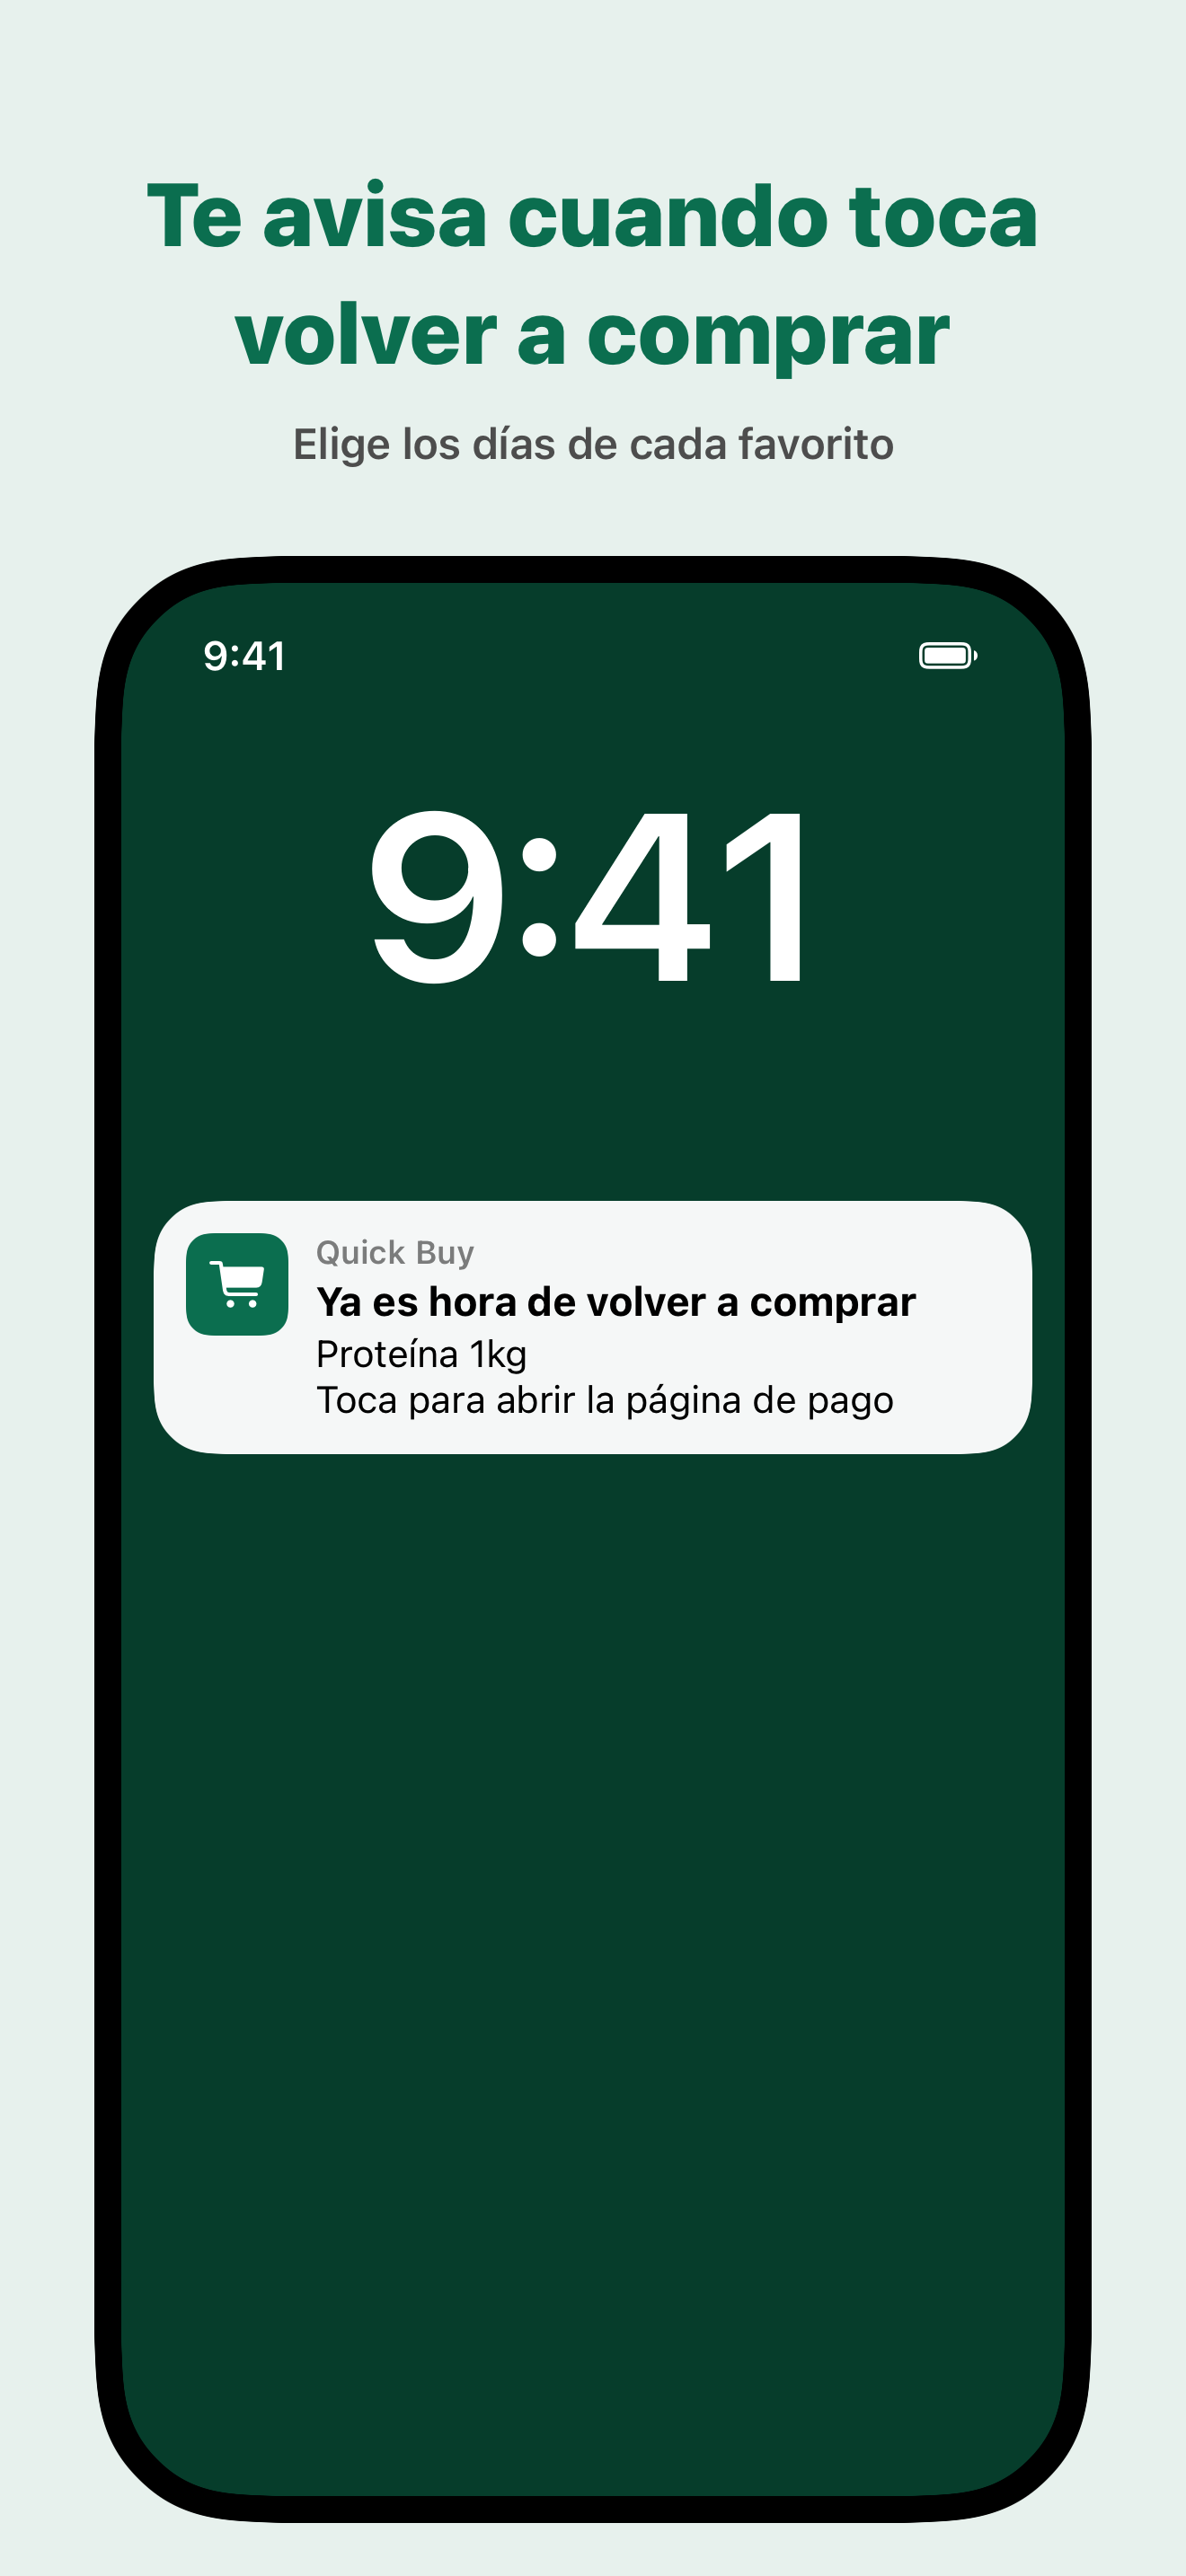 Te avisa cuando toca
volver a comprar
Elige los días de cada favorito
9:41
9:41
Quick Buy
Ya es hora de volver a comprar
Proteína 1kg
Toca para abrir la página de pago